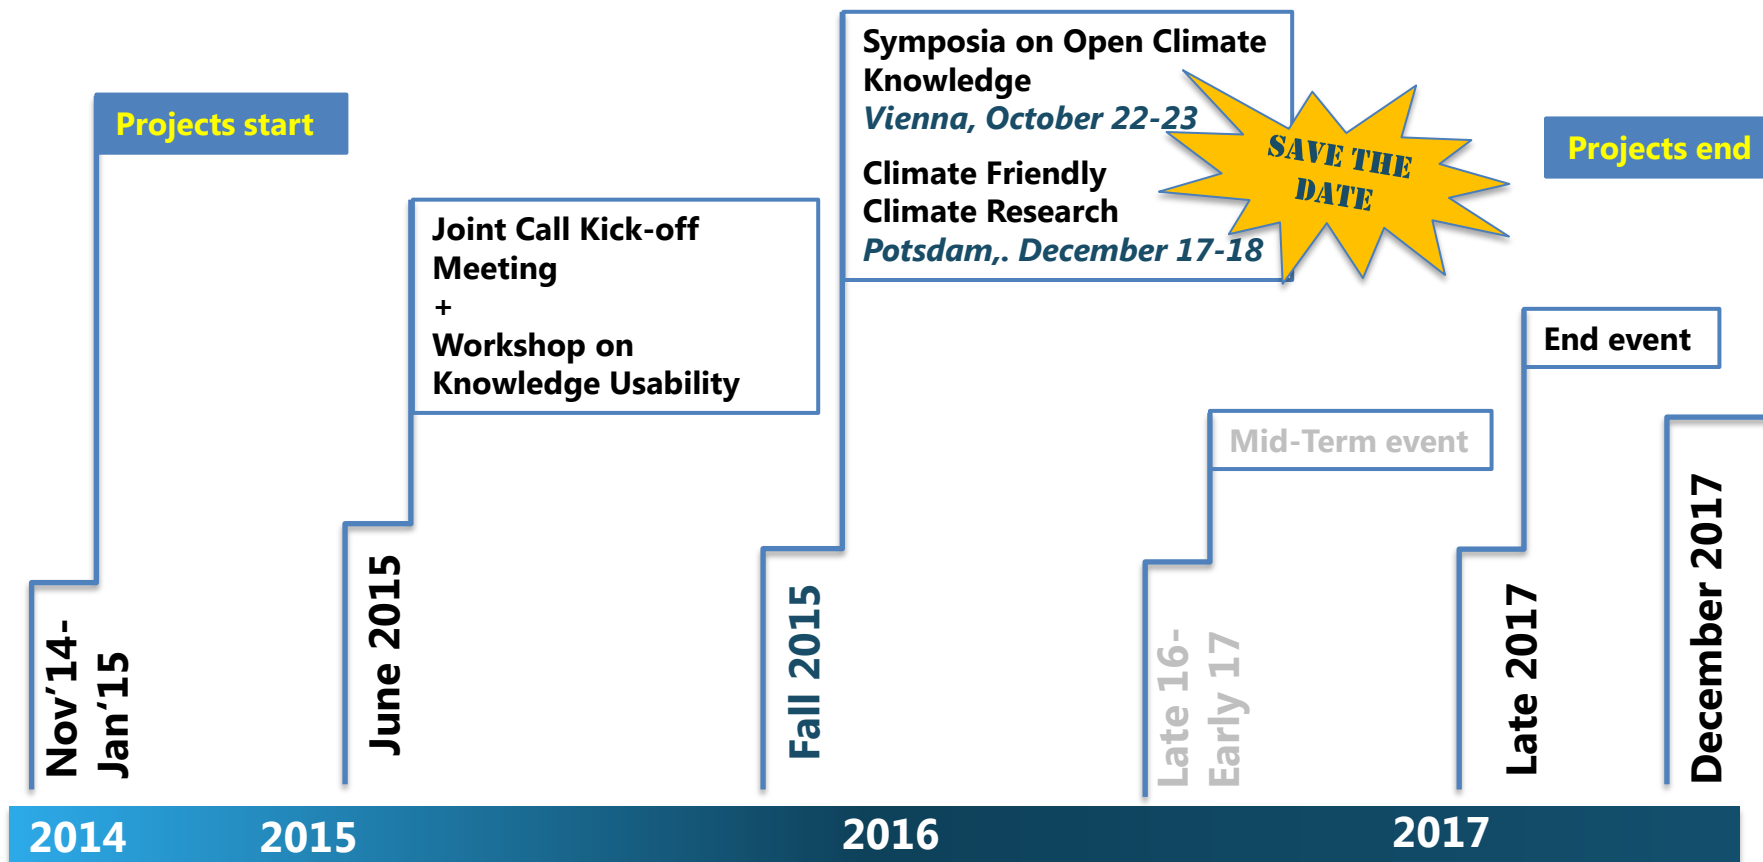 Projects start
Joint Call Kick-off
Meeting
+
Workshop on
Knowledge Usability
Symposia on Open Climate
Knowledge
Vienna, October 22-23
Climate Friendly
Climate Research
Potsdam,. December 17-18
SAVE THE
DATE
Projects end
End event
Mid-Term event
Nov’14-
Jan‘15
June 2015
Fall 2015
Late 16-
Early 17
Late 2017
December 2017
2014
2015
2016
2017